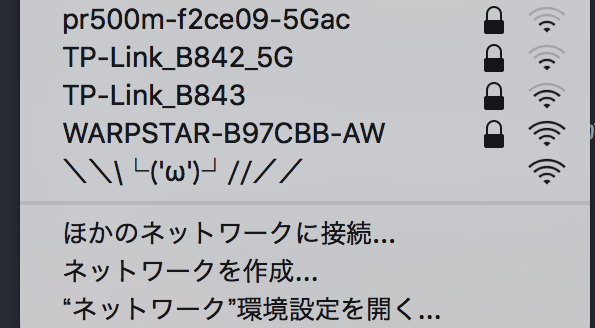 pr500m-f2ce09-5Gac
TP-Link_B842_5G
TP-Link_B843
WARPSTAR-B97CBB-AW
＼＼\ └('ω')┘ //／／
ほかのネットワークに接続...
ネットワークを作成...
“ネットワーク”環境設定を開く...